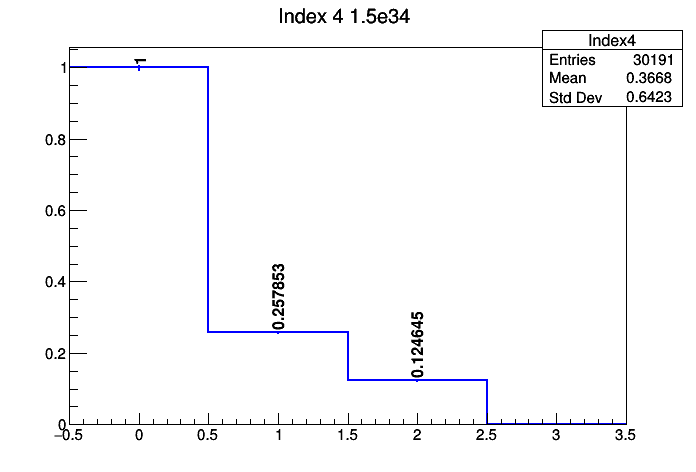 Index 4 1.5e34
Index4
Entries 30191
Mean 0.3668
Std Dev 0.6423
1
0.8
0.6
0.4
0.2
0
1
0.257853
0.124645
−0.5 0 0.5 1 1.5 2 2.5 3 3.5